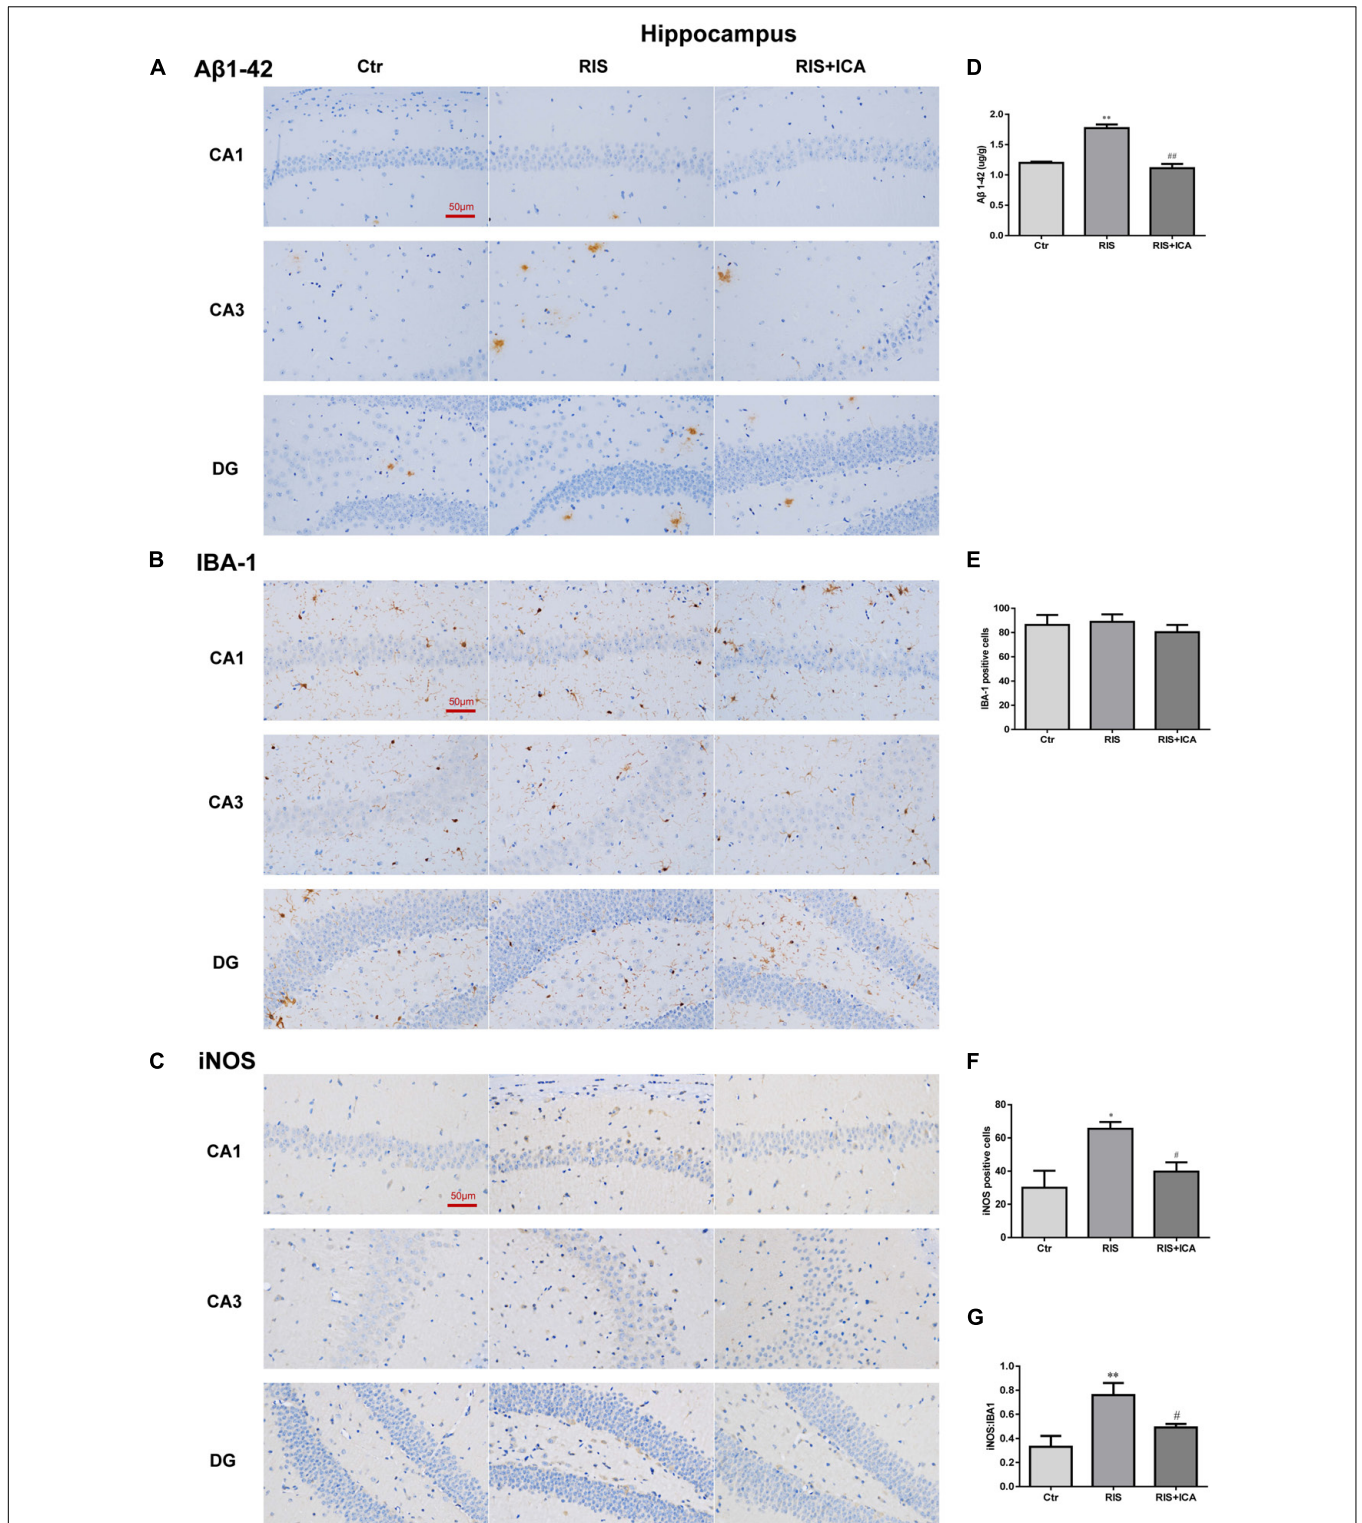 Hippocampus
A Aβ1-42 Ctr RIS RIS+ICA
CA1
50μm
CA3
DG
D
Aβ 1-42 (ug/g)
2.0
1.5
1.0
0.5
0.0
**
##
Ctr RIS RIS+ICA
B IBA-1
CA1
50μm
CA3
DG
E
IBA-1 positive cells
100
80
60
40
20
0
Ctr RIS RIS+ICA
C iNOS
CA1
50μm
CA3
DG
F
iNOS positive cells
80
60
40
20
0
*
#
Ctr RIS RIS+ICA
G
iNOS:IBA1
1.0
0.8
0.6
0.4
0.2
0.0
**
#
Ctr RIS RIS+ICA